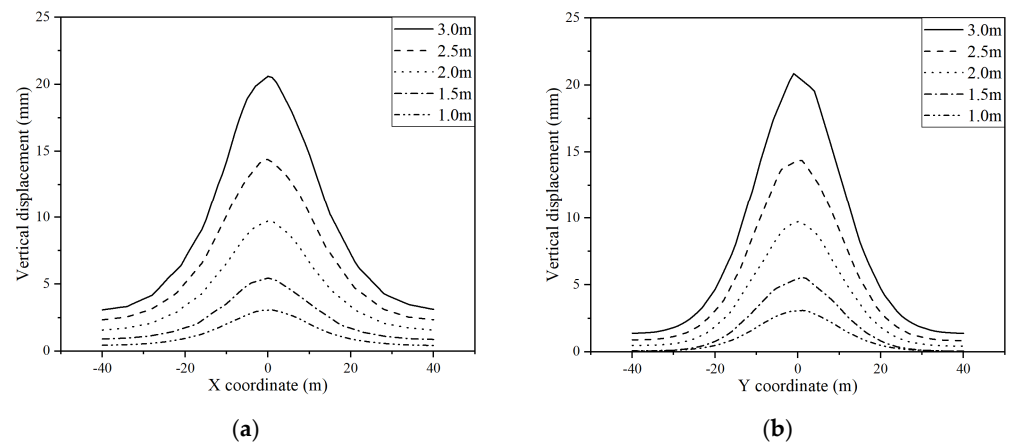 25
20
15
10
5
0
Vertical displacement (mm)
-40
-20
0
20
40
X coordinate (m)
3.0m
2.5m
2.0m
1.5m
1.0m
(a)
25
20
15
10
5
0
Vertical displacement (mm)
-40
-20
0
20
40
Y coordinate (m)
3.0m
2.5m
2.0m
1.5m
1.0m
(b)